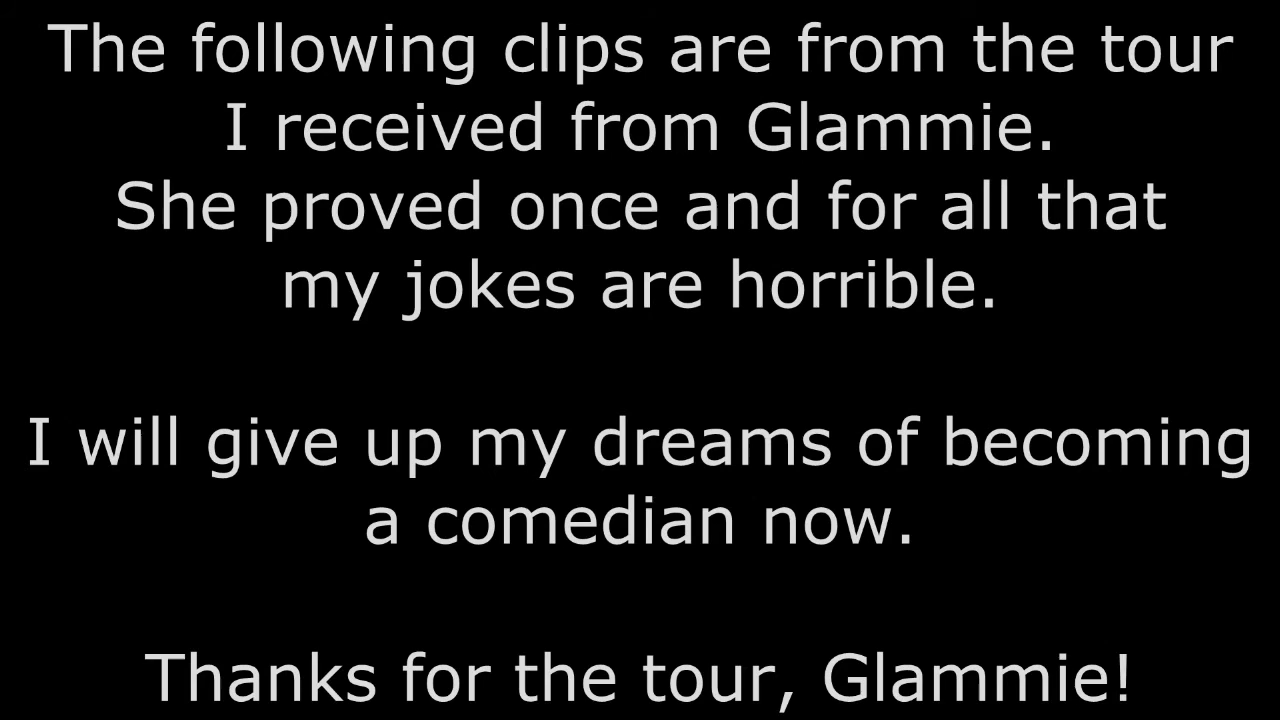 The following clips are from the tour
I received from Glammie.
She proved once and for all that
my jokes are horrible.
I will give up my dreams of becoming
a comedian now.
Thanks for the tour, Glammie!